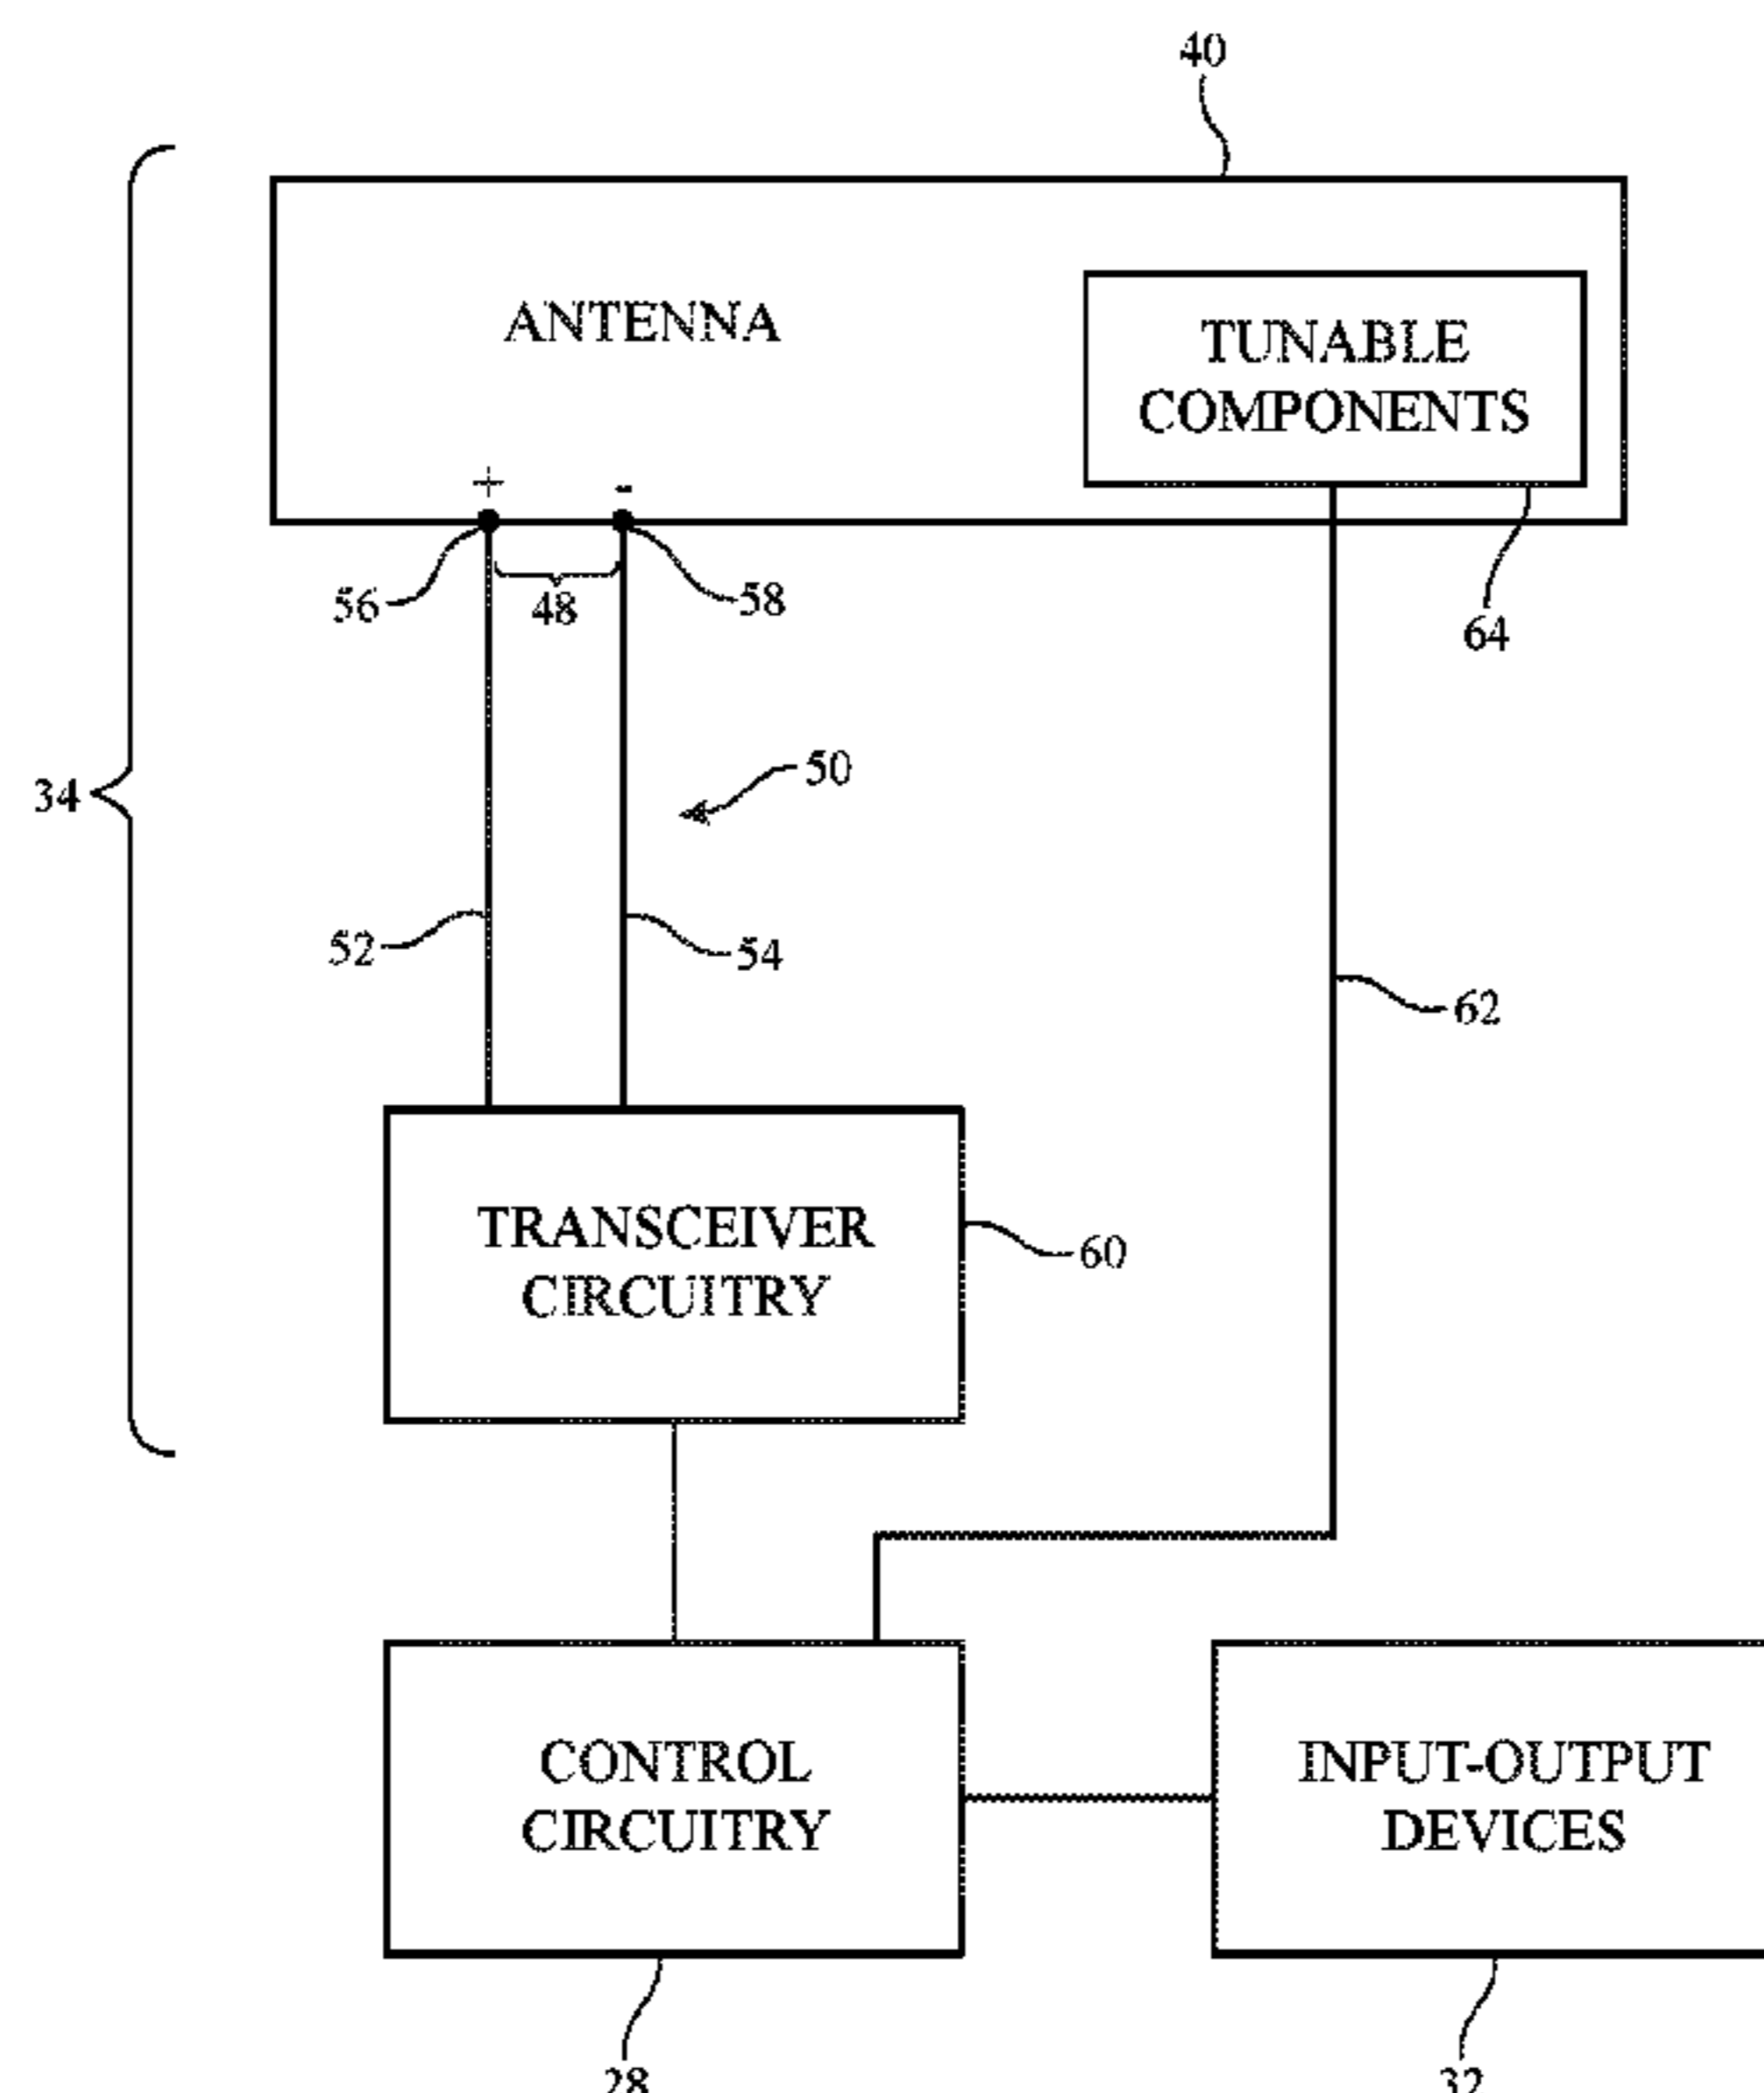 40
ANTENNA
TUNABLE
COMPONENTS
+
-
56
48
58
64
34
50
52
54
62
TRANSCEIVER
CIRCUITRY
60
CONTROL
CIRCUITRY
INPUT-OUTPUT
DEVICES
28
32